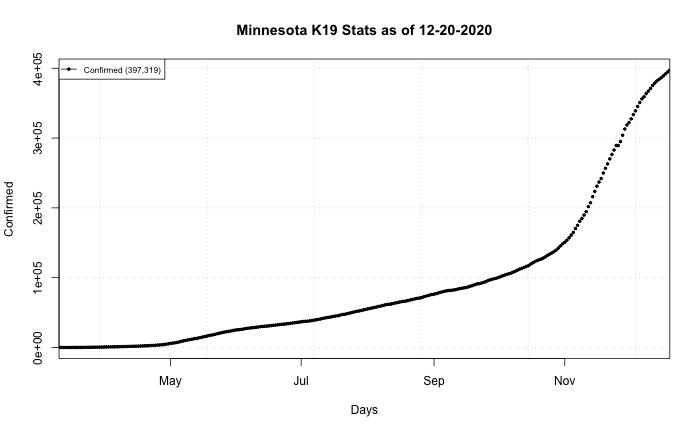 Minnesota K19 Stats as of 12-20-2020
Confirmed (397,319)
4e+05
3e+05
2e+05
1e+05
0e+00
Confirmed
May Jul Sep Nov
Days